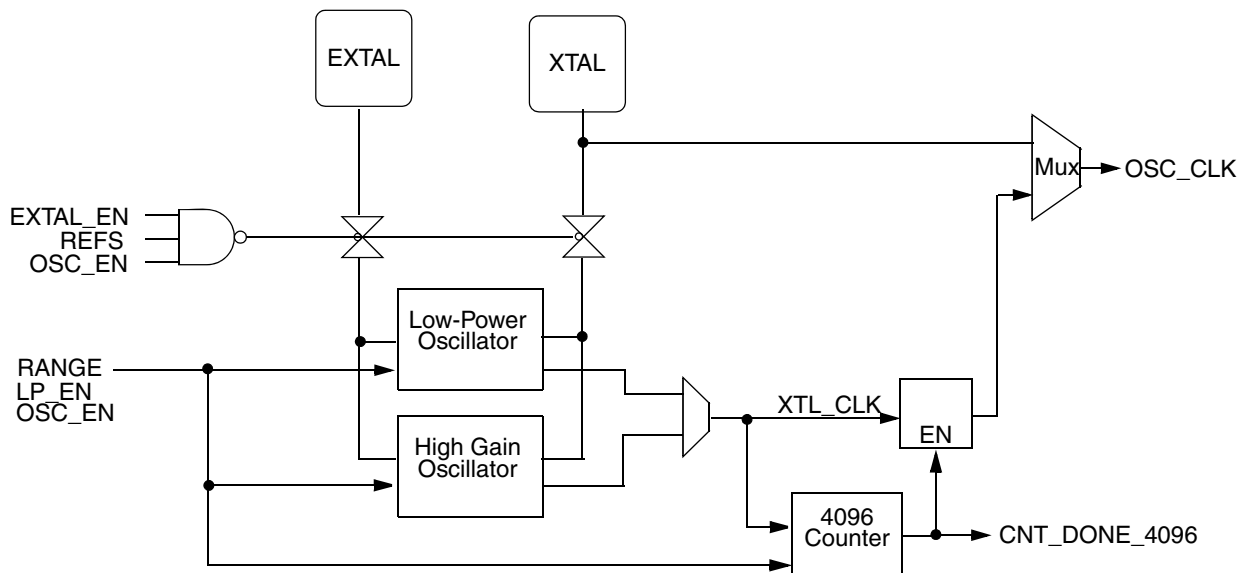 EXTAL
XTAL
Mux
OSC_CLK
EXTAL_EN
REFS
OSC_EN
Low-Power
Oscillator
RANGE
LP_EN
OSC_EN
XTL_CLK
EN
High Gain
Oscillator
4096
Counter
CNT_DONE_4096